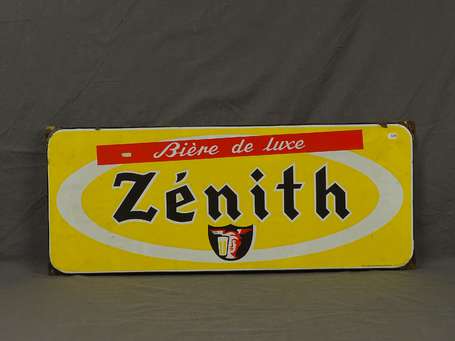 Bière de luxe
Zénith